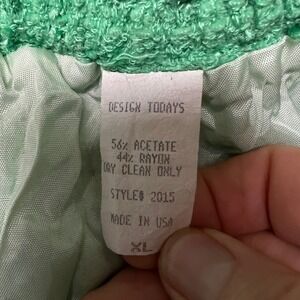 DESIGN TODAYS
56% ACETATE
44% RAYON
DRY CLEAN ONLY
STYLE# 2015
MADE IN USA
XL